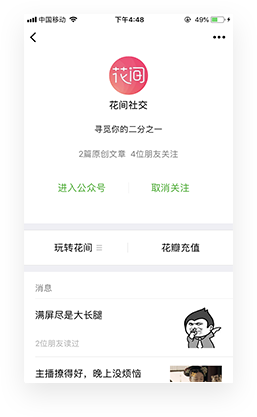 中国移动 下午4:48 49%
花间
花间社交
寻觅你的二分之一
2篇原创文章 4位朋友关注
进入公众号 取消关注
玩转花间 花瓣充值
消息
满屏尽是大长腿
2位朋友读过
主播撩得好，晚上没烦恼